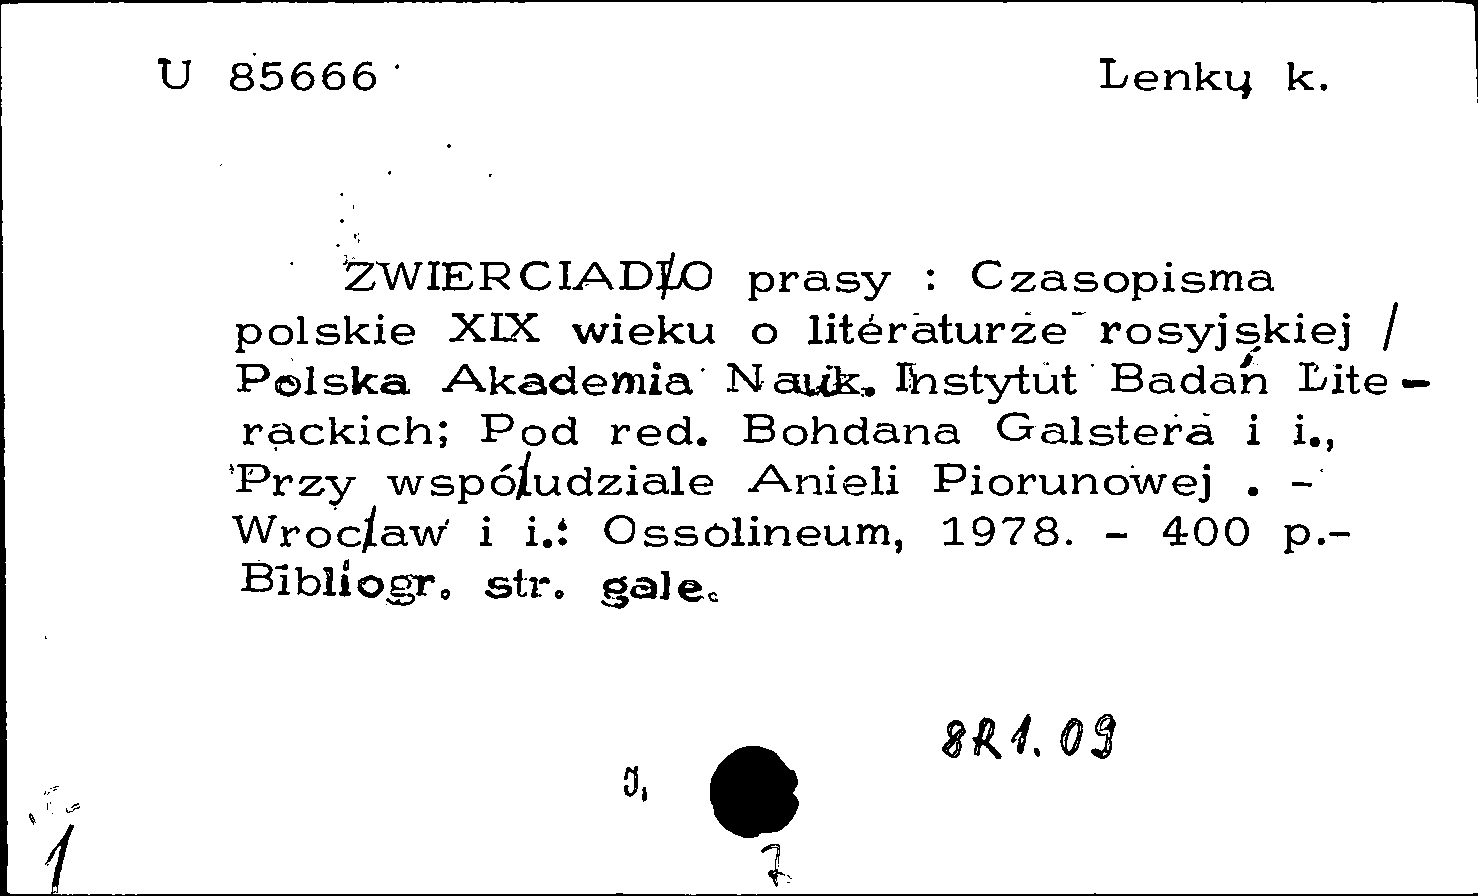 U 85666 Lenkų k.
ZWIERCIADŁO prasy : Czasopisma
polskie XIX wieku o literaturze rosyjskiej /
Polska Akademia Nauk. Instytut Badań Lite-
rackich; Pod red. Bohdana Galstera i i.,
Przy współudziale Anieli Piorunowej . -
Wrocław i i.: Ossolineum, 1978. - 400 p.-
Bibliogr. str. gale.
8R1.09
1